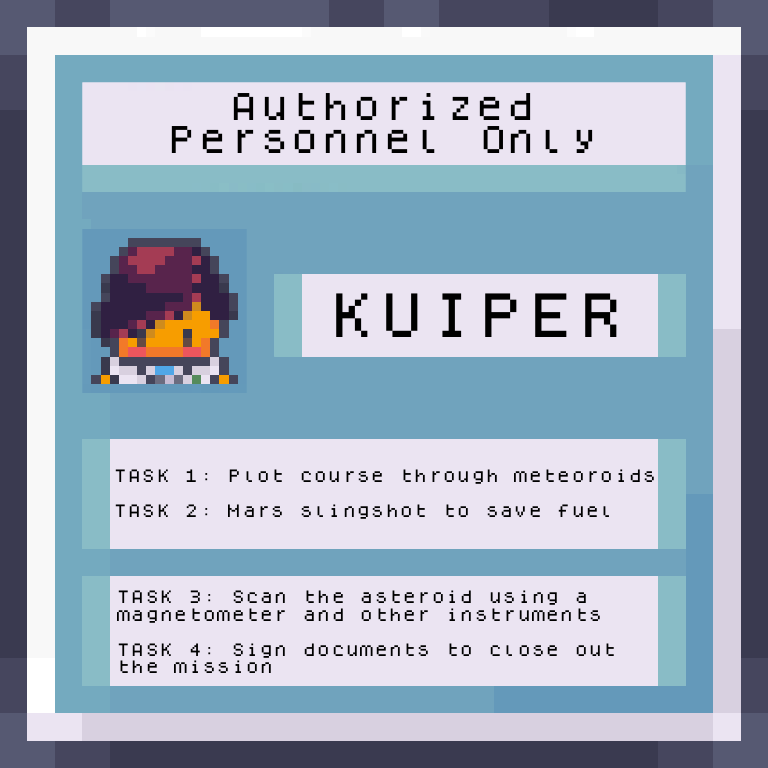 Authorized
Personnel Only
KUIPER
TASK 1: Plot course through meteoroids
TASK 2: Mars slingshot to save fuel
TASK 3: Scan the asteroid using a
magnetometer and other instruments
TASK 4: Sign documents to close out
the mission